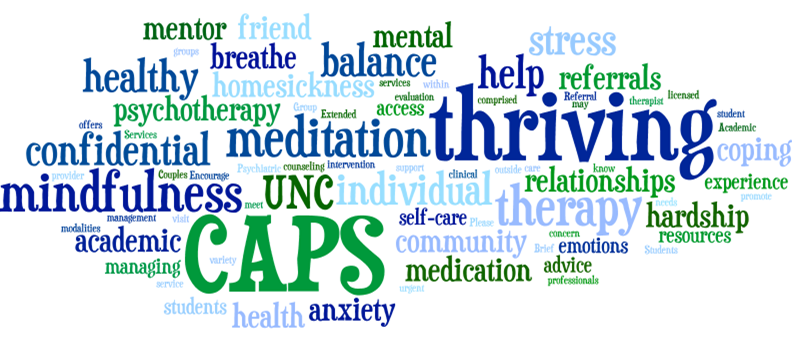 mentor friend mental stress
groups breathe balance
healthy homesickness services within help referrals
psychotherapy Group Extended evaluation access comprised Referral may therapist licensed
offers Services confidential meditation thriving student Academic coping
provider Couples Encourage Psychiatric counseling intervention support clinical outside care know
mindfulness meet UNC individual relationships experience
management visit self-care Please therapy needs hardship promote
modalities academic CAPS community concern Brief emotions resources Students
managing variety medication advice
service urgent professionals
students health anxiety